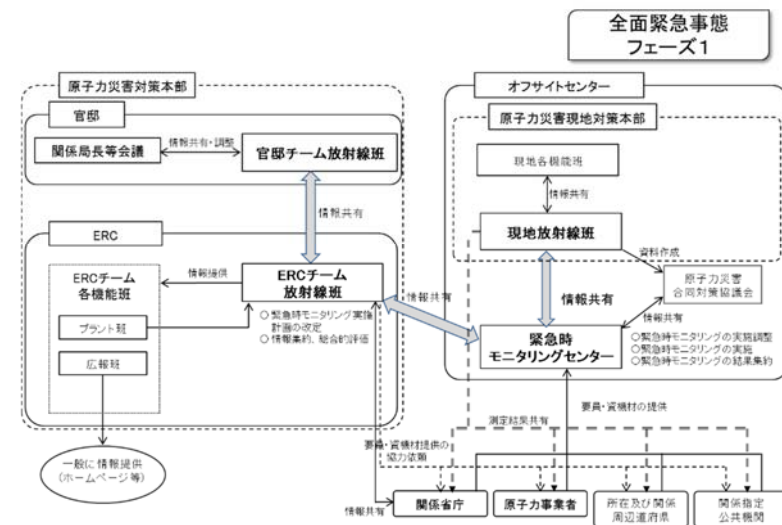 全面緊急事態
フェーズ1
原子力災害対策本部
官邸
関係局長等会議
情報共有・調整
官邸チーム放射線班
情報共有
ERC
ERCチーム
各機能班
情報提供
ERCチーム
放射線班
プラント班
○緊急時モニタリング実施
計画の改定
○情報集約、総合的評価
広報班
一般に情報提供
(ホームページ等)
情報共有
オフサイトセンター
原子力災害現地対策本部
現地各機能班
情報共有
現地放射線班
資料作成
原子力災害
合同対策協議会
情報共有
情報共有
緊急時
モニタリングセンター
○緊急時モニタリングの実施調整
○緊急時モニタリングの実施
○緊急時モニタリングの結果集約
要員・資機材の提供
測定結果共有
要員・資機材提供の
協力依頼
情報共有
関係省庁
原子力事業者
所在及び関係
周辺道府県
関係指定
公共機関